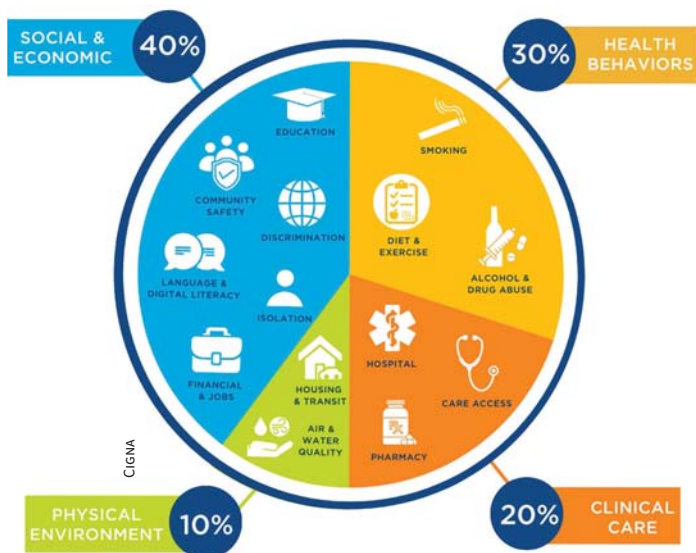 SOCIAL &
ECONOMIC
40%
30%
HEALTH
BEHAVIORS
EDUCATION
SMOKING
COMMUNITY
SAFETY
DISCRIMINATION
DIET &
EXERCISE
ALCOHOL &
DRUG ABUSE
LANGUAGE &
DIGITAL LITERACY
ISOLATION
HOSPITAL
CARE ACCESS
FINANCIAL
& JOBS
HOUSING
& TRANSIT
AIR &
WATER
QUALITY
Rx
PHARMACY
CIGNA
PHYSICAL
ENVIRONMENT
10%
20%
CLINICAL
CARE